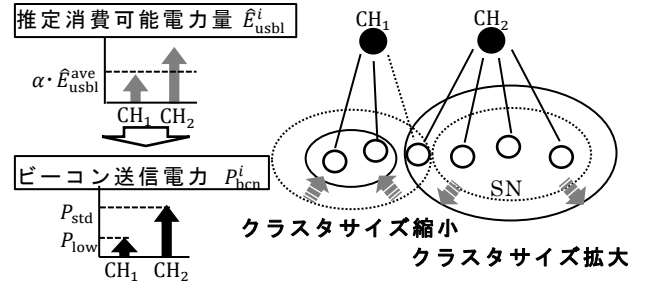 推定消費可能電力量 Ê^i_usbl
α･Ê^ave_usbl
CH₁ CH₂
ビーコン送信電力 P^i_bcn
P_std
P_low
CH₁ CH₂
CH₁ CH₂
SN
クラスタサイズ縮小
クラスタサイズ拡大